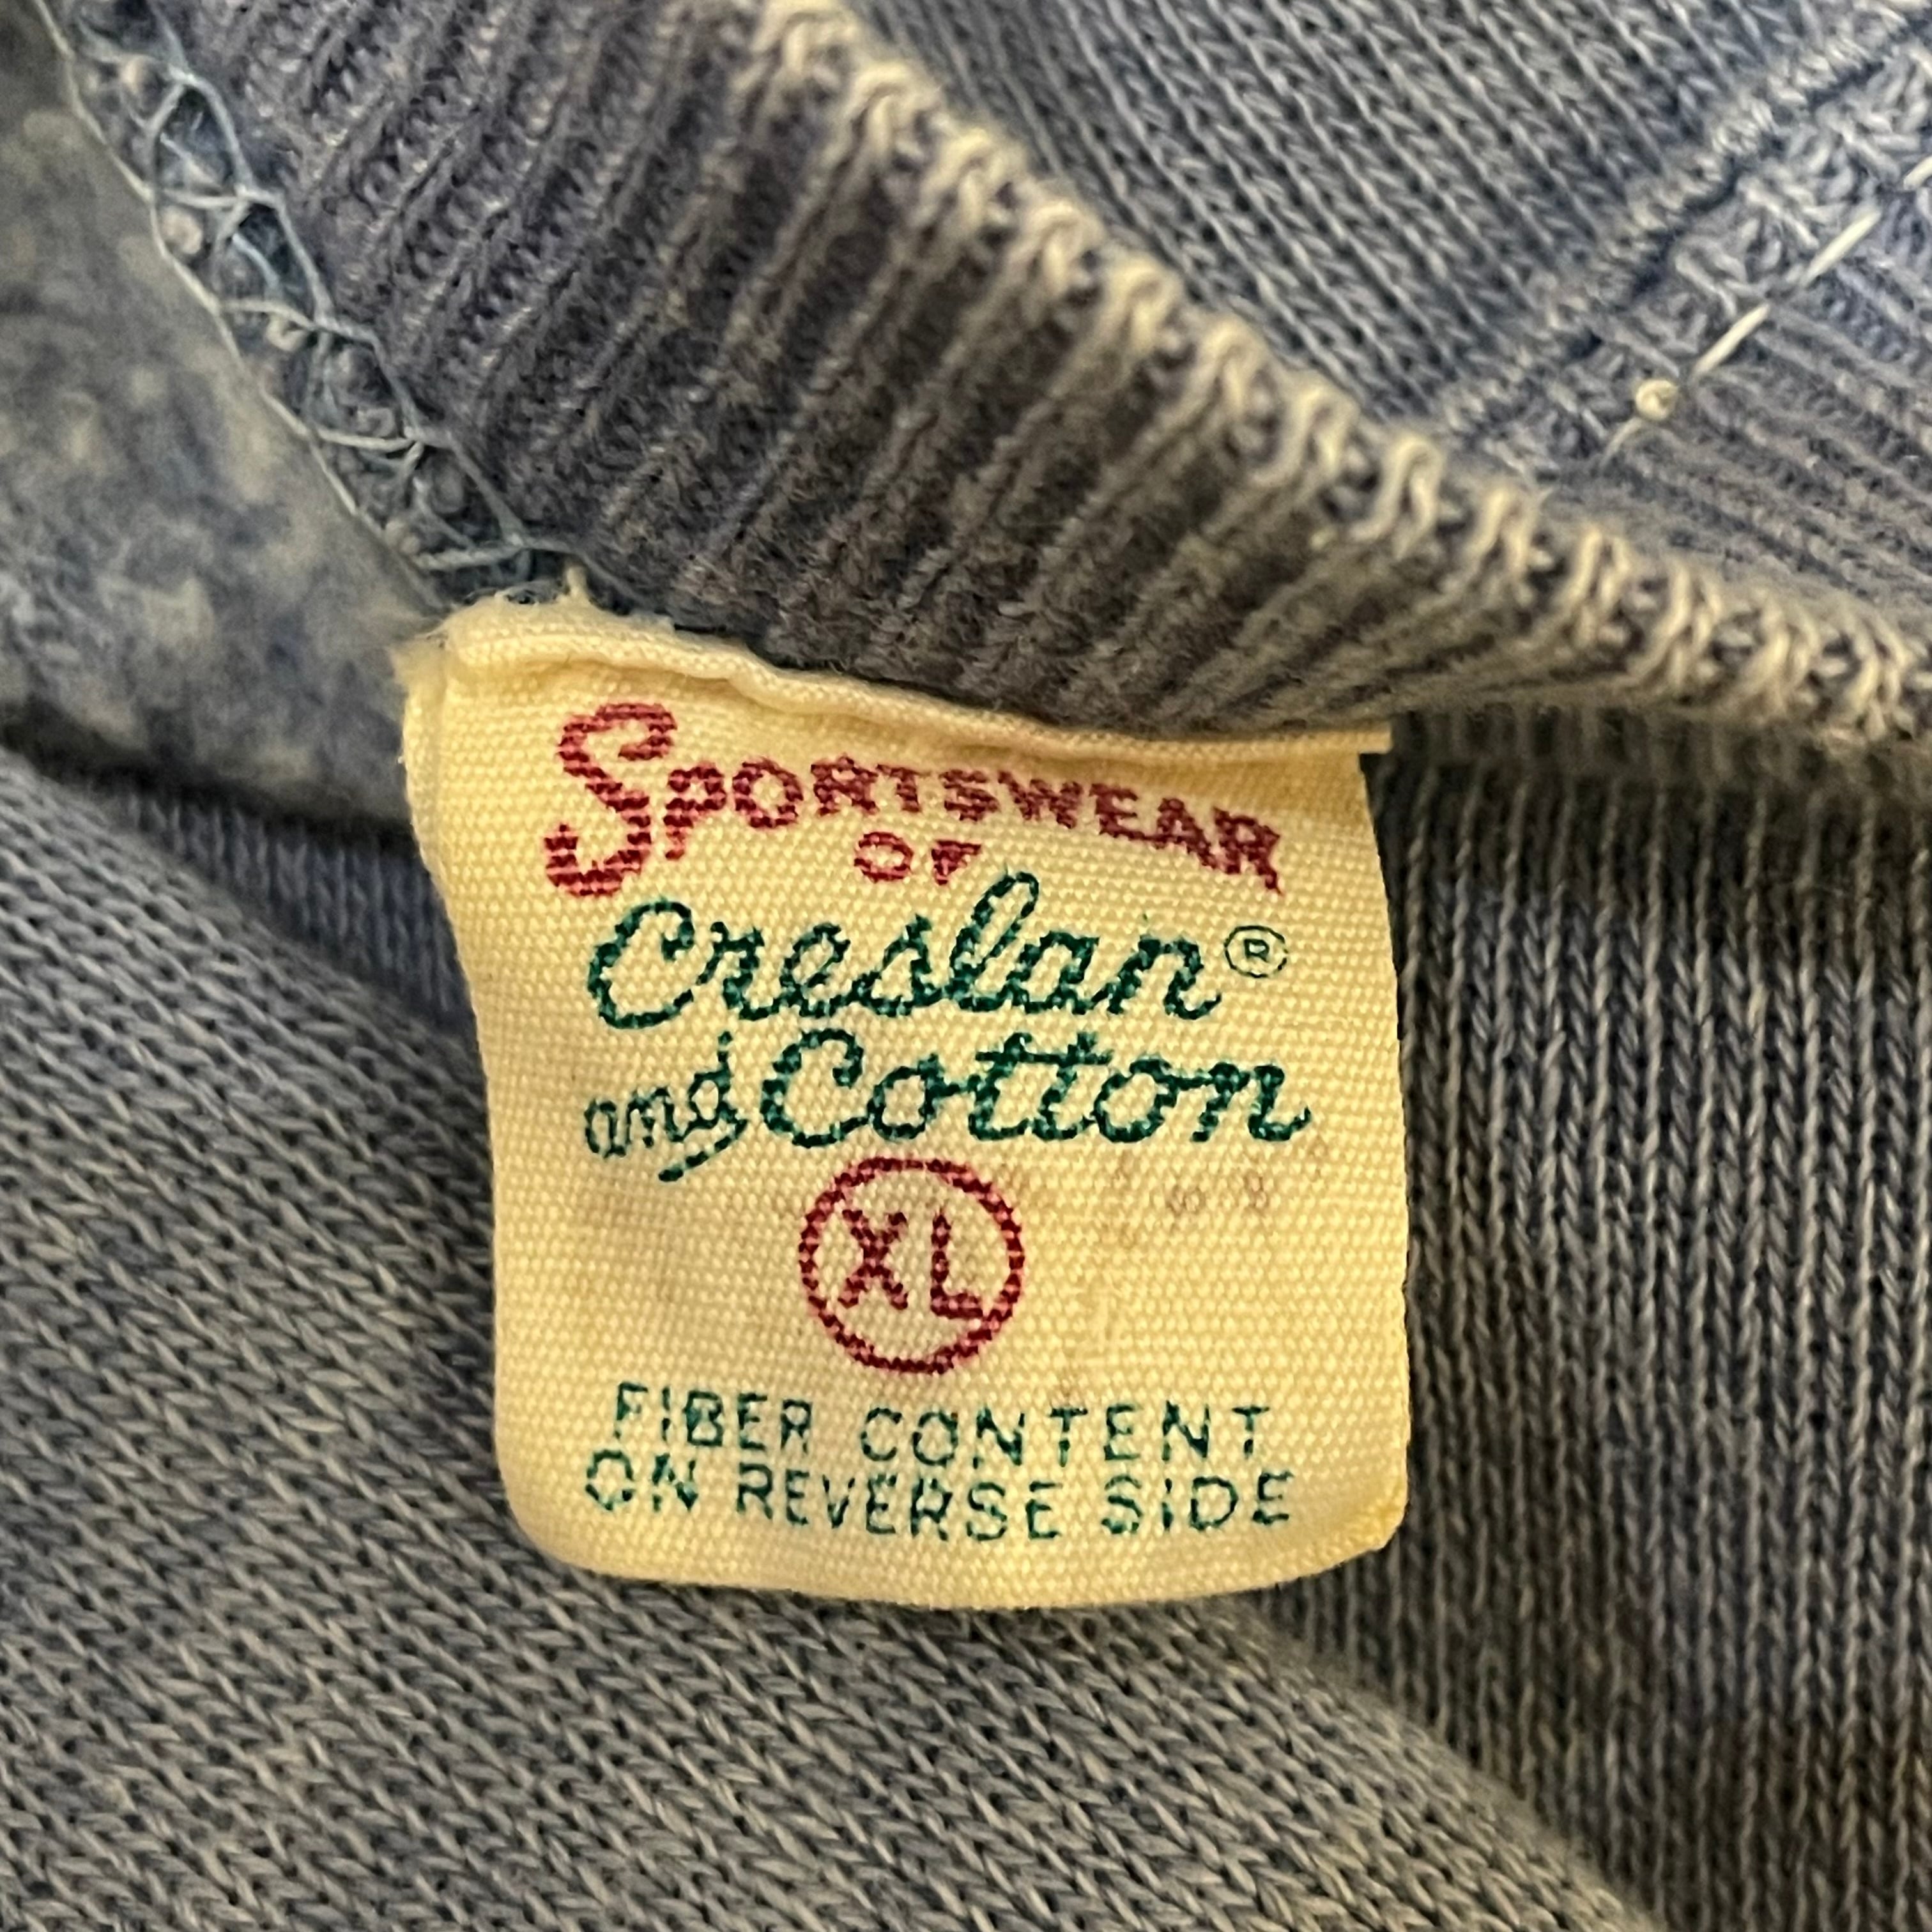 SPORTSWEAR
OF
Creslan®
and Cotton
XL
FIBER CONTENT
ON REVERSE SIDE